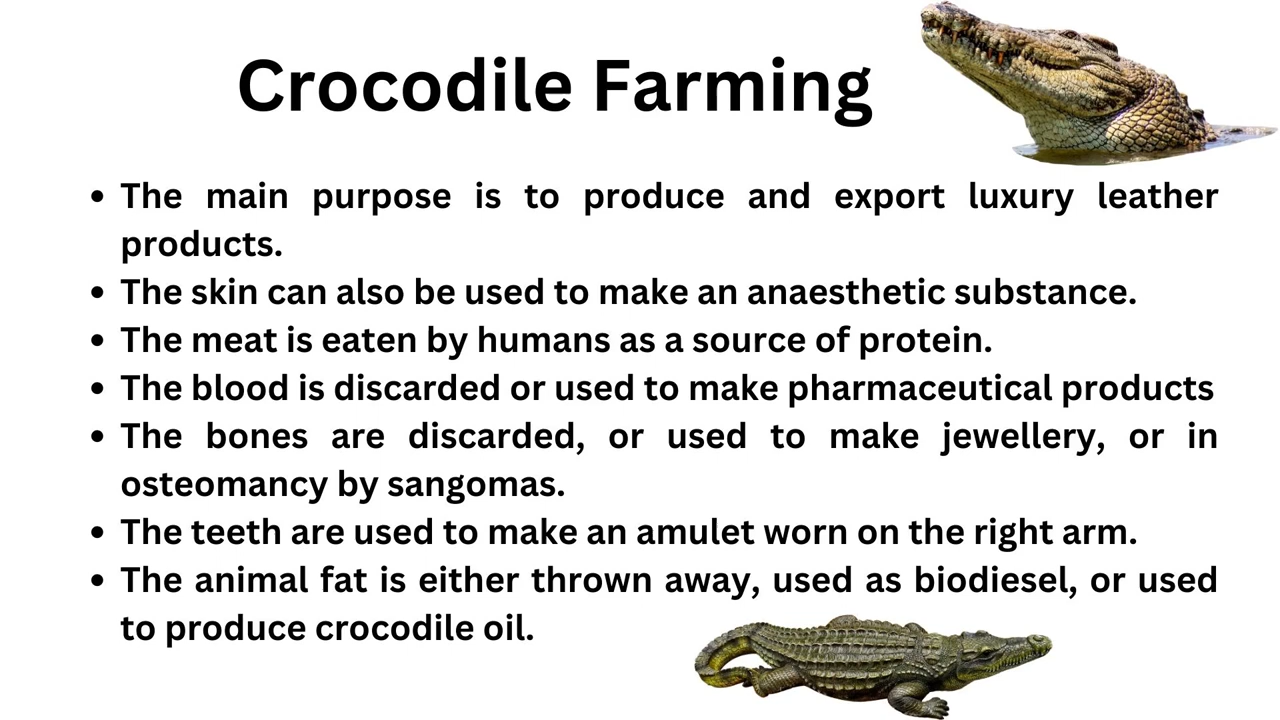 Crocodile Farming
• The main purpose is to produce and export luxury leather
products.
• The skin can also be used to make an anaesthetic substance.
• The meat is eaten by humans as a source of protein.
• The blood is discarded or used to make pharmaceutical products
• The bones are discarded, or used to make jewellery, or in
osteomancy by sangomas.
• The teeth are used to make an amulet worn on the right arm.
• The animal fat is either thrown away, used as biodiesel, or used
to produce crocodile oil.